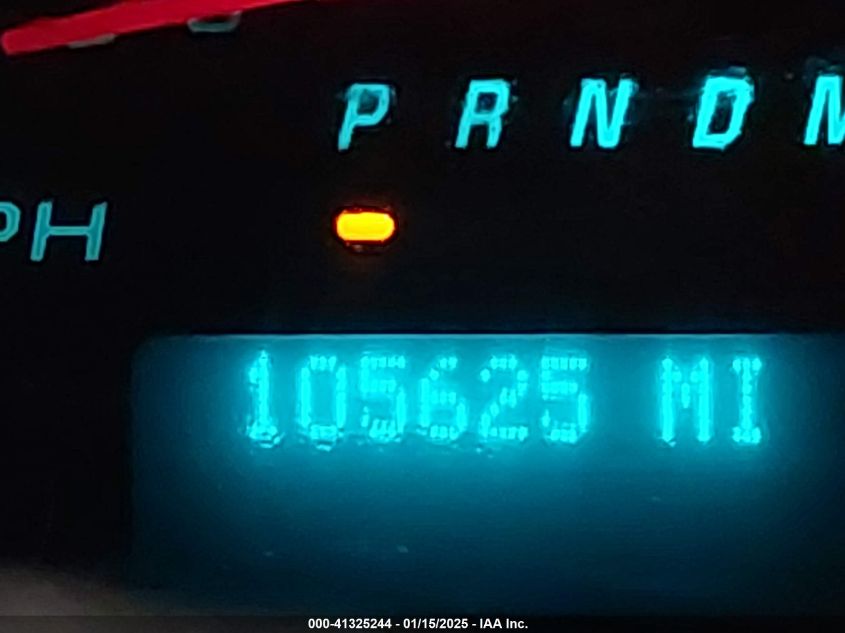 P R N D M
PH
105625 MI
000-41325244 - 01/15/2025 - IAA Inc.